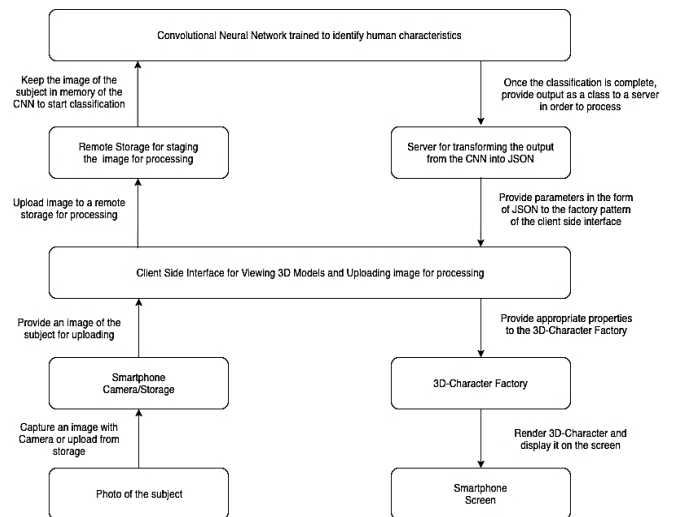 Convolutional Neural Network trained to identify human characteristics
Keep the image of the
subject in memory of the
CNN to start classification
Once the classification is complete,
provide output as a class to a server
in order to process
Remote Storage for staging
the image for processing
Server for transforming the output
from the CNN into JSON
Upload image to a remote
storage for processing
Provide parameters in the form
of JSON to the factory pattern
of the client side interface
Client Side Interface for Viewing 3D Models and Uploading image for processing
Provide an image of the
subject for uploading
Provide appropriate properties
to the 3D-Character Factory
Smartphone
Camera/Storage
3D-Character Factory
Capture an image with
Camera or upload from
storage
Render 3D-Character and
display it on the screen
Photo of the subject
Smartphone
Screen